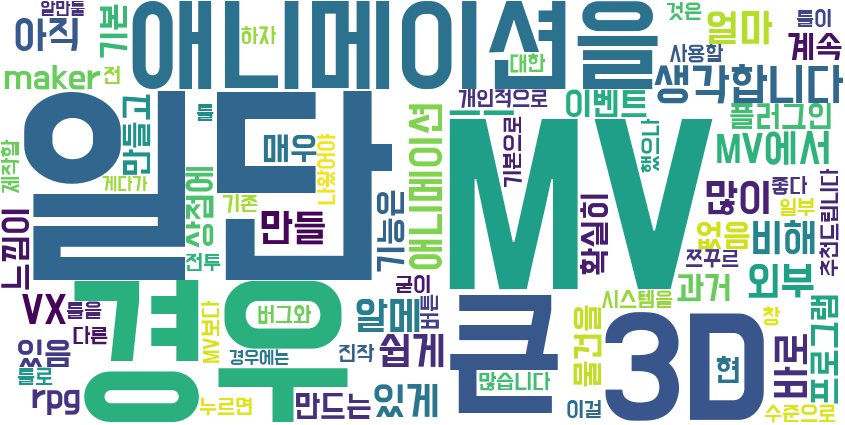 알만툴
아직
기본
하자
애니메이션을
대한
것은
들이
얼마
계속
maker
전
사용할
생각합니다
일단
만들고
툴
매우
나왔어야
개인적으로
이벤트
플러그인
MV
MV에서
제작할
게다가
상점에
기존
만들
애니메이션
기능은
기본으로
했으나
확실히
많이
좋다
일부
추천드립니다
느낌이
전투
없음
비해
쯔꾸르
외부
VX
툴을
다른
경우
버그와
굳이
버튼
알메
큰
3D
시스템을
과거
창
프로그램
있음
MV보다
경우에는
진작
쉽게
많습니다
물건을
현
바로
툴로
rpg
누르면
만드는
있게
이걸
수준으로